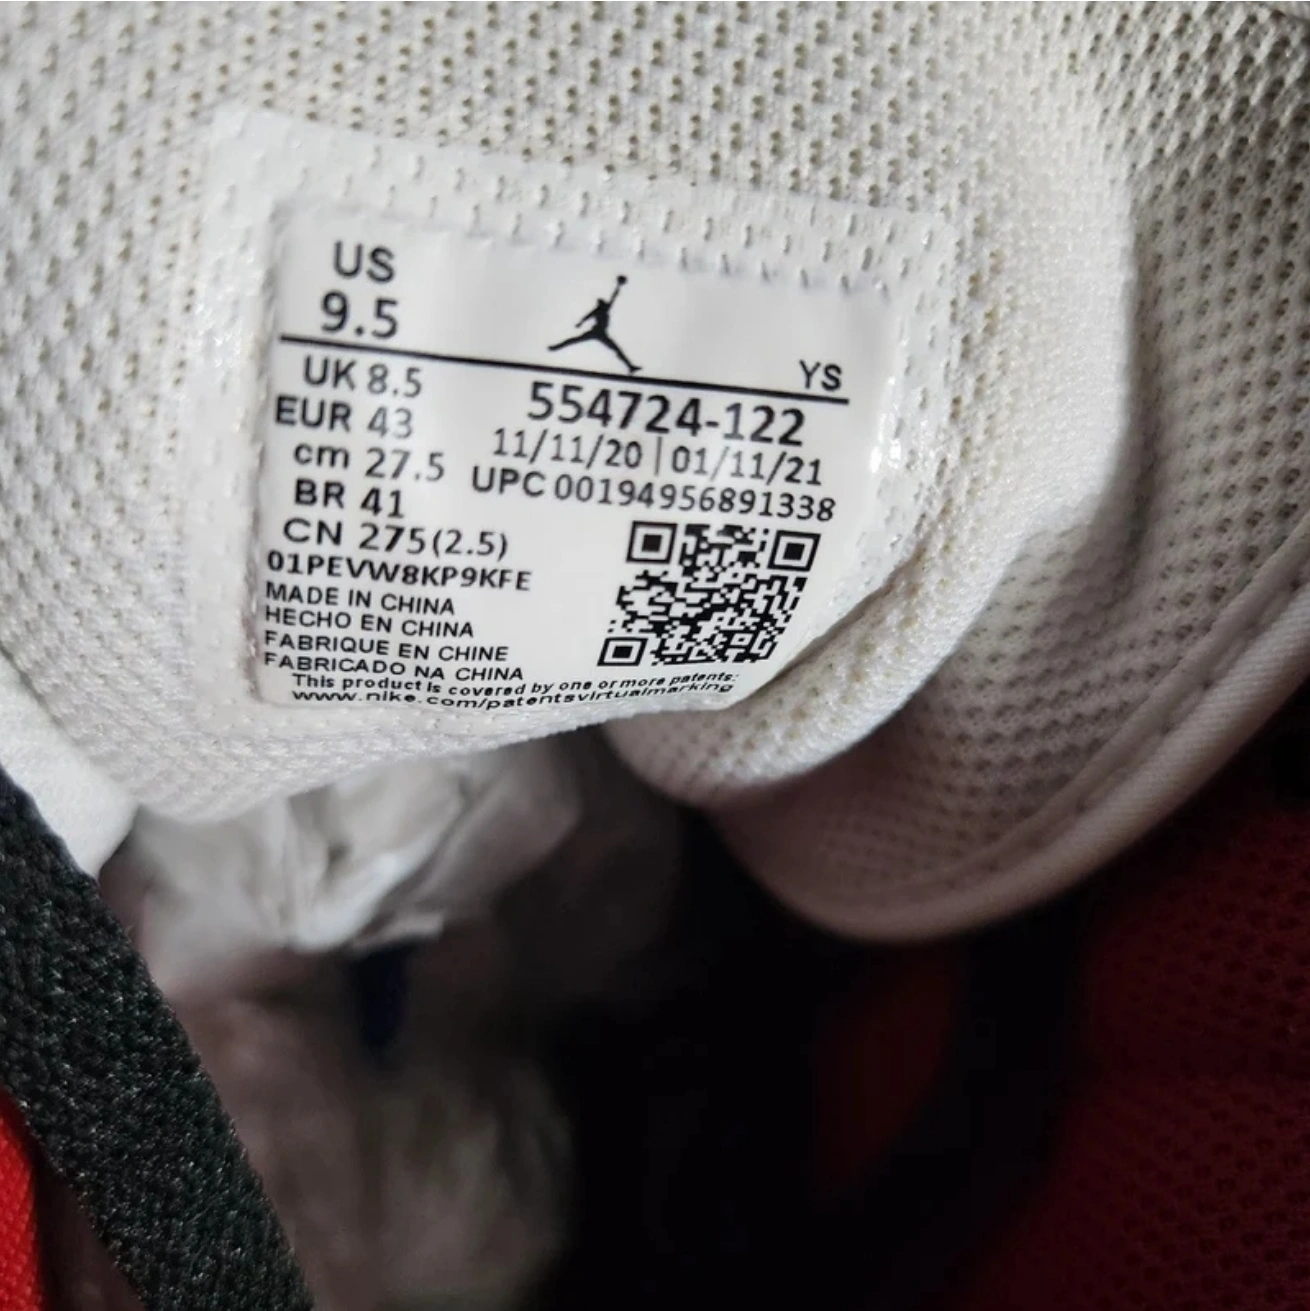 US
9.5
YS
UK 8.5
EUR 43
cm 27.5
BR 41
CN 275(2.5)
554724-122
11/11/20 | 01/11/21
UPC 00194956891338
01PEVW8KP9KFE
MADE IN CHINA
HECHO EN CHINA
FABRIQUE EN CHINE
FABRICADO NA CHINA
This product is covered by one or more patents:
www.nike.com/patentsvirtualmarking